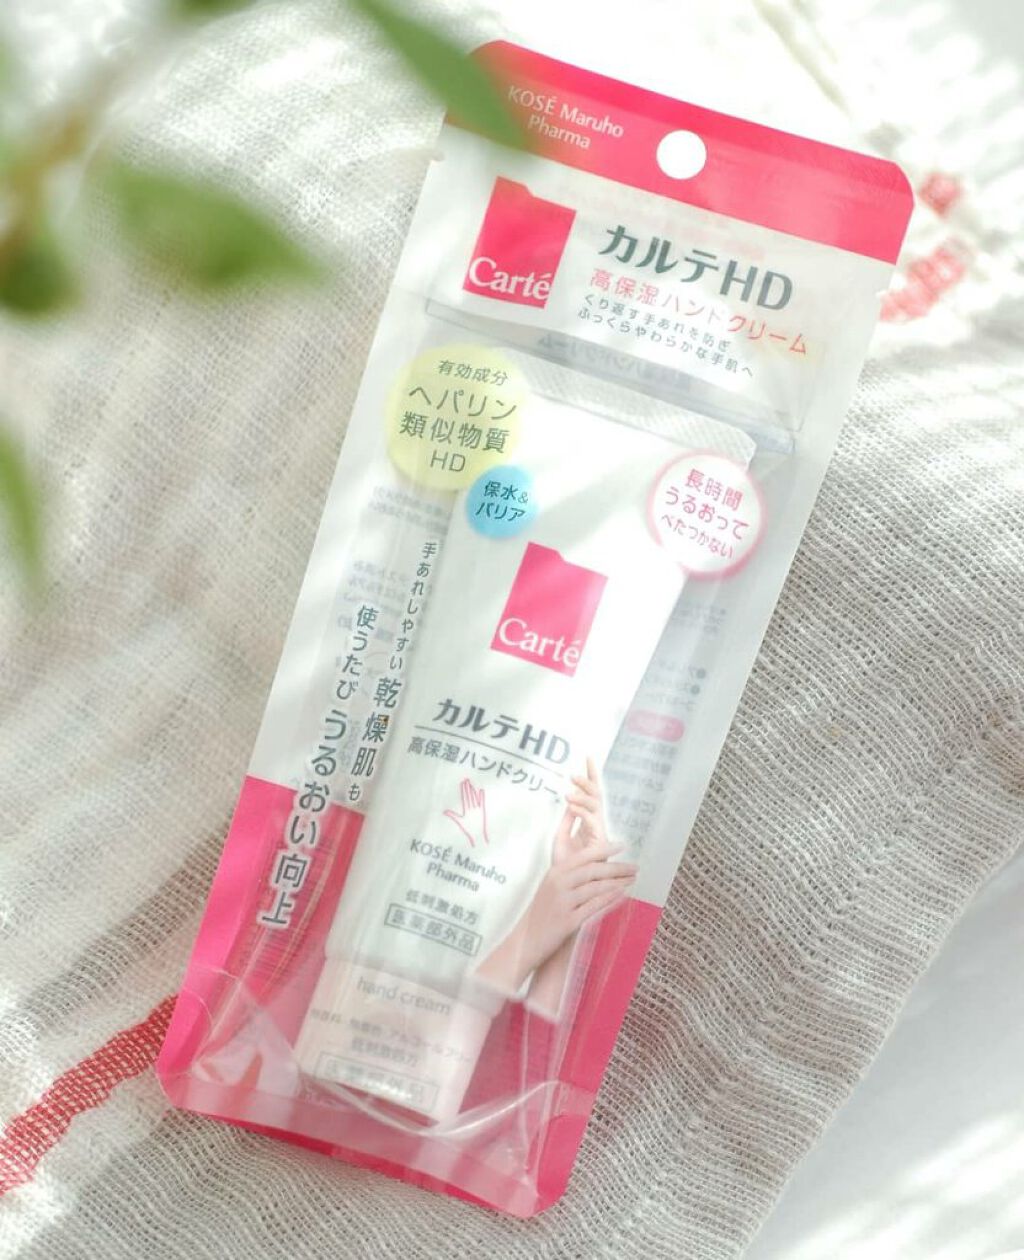 KOSÉ Maruho
Pharma
Carté
カルテHD
高保湿ハンドクリーム
くり返す手あれを防ぎ
ふっくらやわらかな手肌へ
有効成分
ヘパリン
類似物質
HD
保水&
バリア
長時間
うるおって
べたつかない
手あれしやすい乾燥肌も
使うたびうるおい向上
Carté
カルテHD
高保湿ハンドクリー
KOSÉ Maruho
Pharma
低刺激処方
医薬部外品
hand cream
低刺激処方